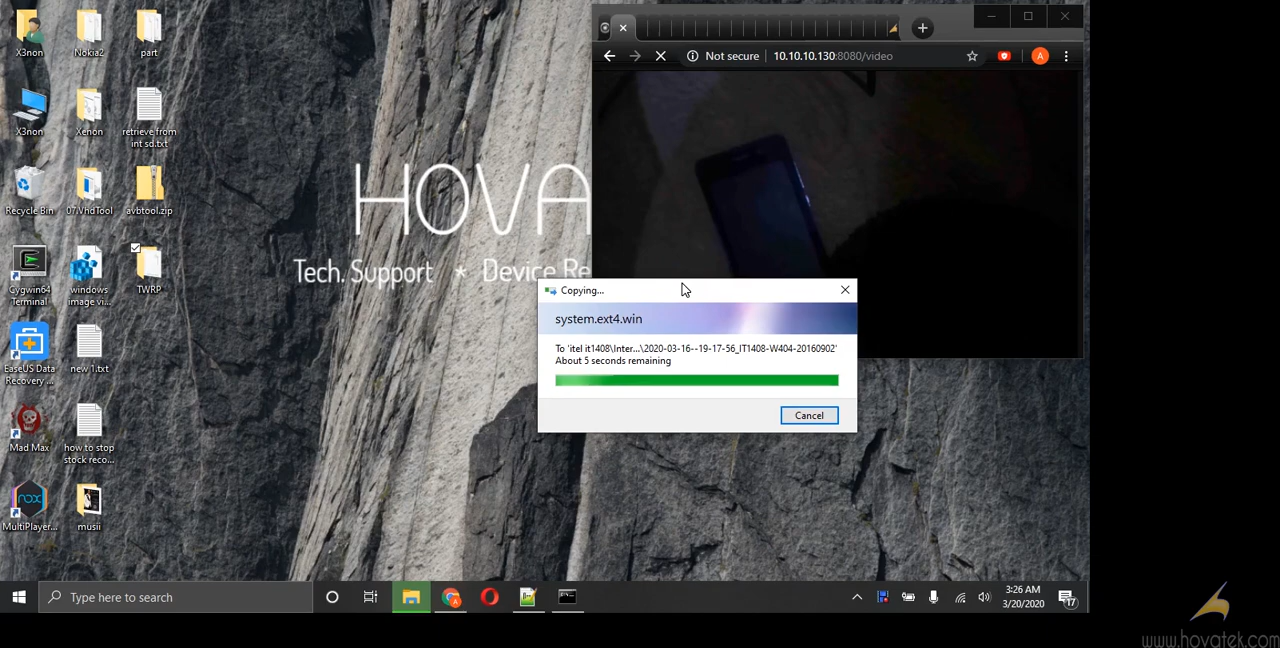 X3non
Nokia2
part
X3non
Xenon
retrieve from
int sd.txt
Recycle Bin
07.VhdTool
avbtool.zip
Cygwin64
Terminal
windows
image vi...
TWRP
EaseUS Data
Recovery ...
new 1.txt
Mad Max
how to stop
stock reco...
nox
MultiPlayer...
musii
HOVA
Tech. Support * Device Re
Not secure
10.10.10.130:8080/video
A
Copying...
system.ext4.win
To 'itel it1408\Inter...\2020-03-16--19-17-56_IT1408-W404-20160902'
About 5 seconds remaining
Cancel
Type here to search
3:26 AM
3/20/2020
17
www.hovatek.com